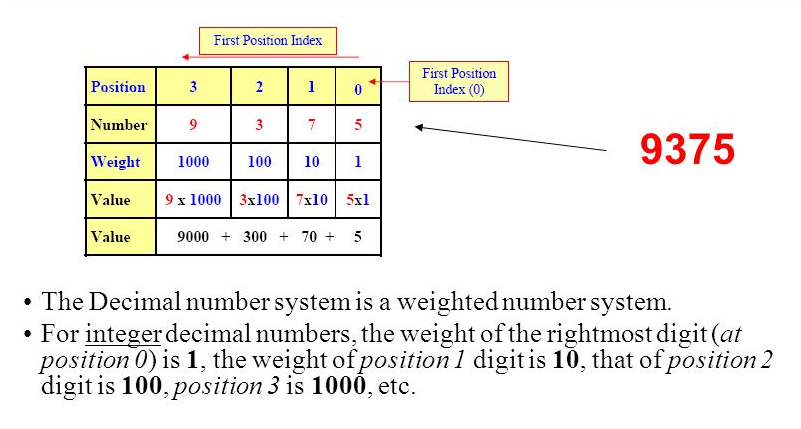 First Position Index
First Position
Index (0)
Position 3 2 1 0
Number 9 3 7 5
Weight 1000 100 10 1
Value 9 x 1000 3x100 7x10 5x1
Value 9000 + 300 + 70 + 5
9375
• The Decimal number system is a weighted number system.
• For integer decimal numbers, the weight of the rightmost digit (at
position 0) is 1, the weight of position 1 digit is 10, that of position 2
digit is 100, position 3 is 1000, etc.